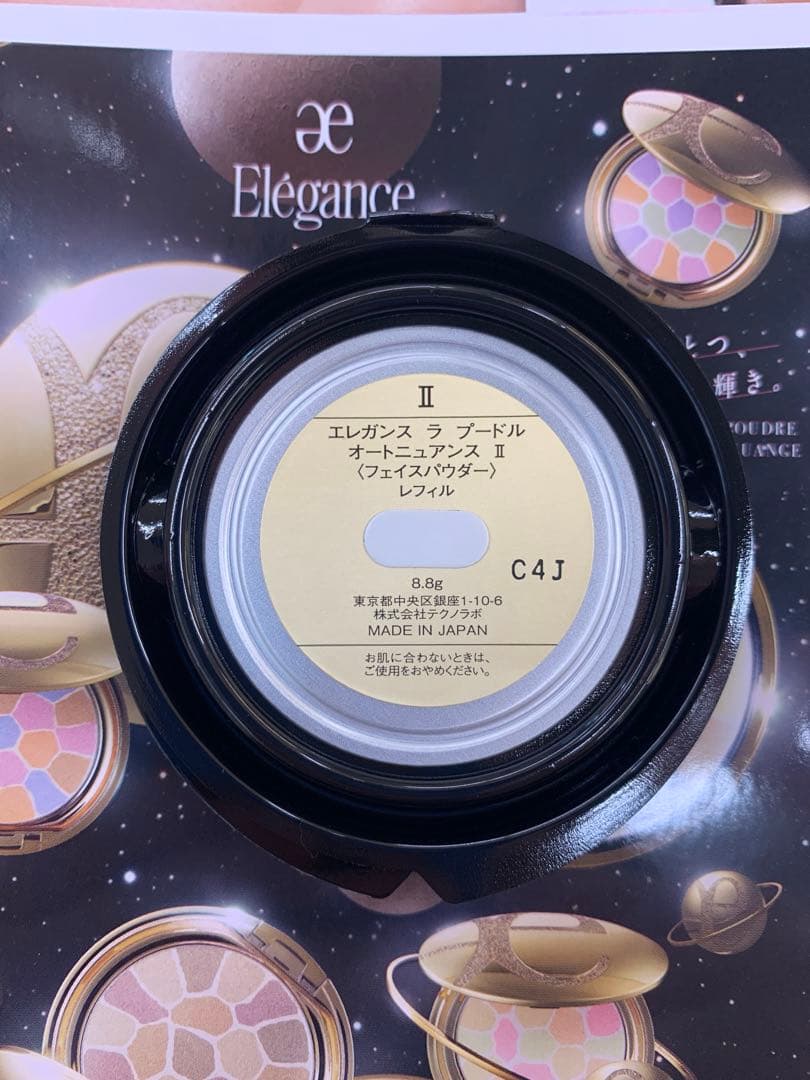 æ
Elégance
とつ、
輝き。
POUDRE
UANCE
II
エレガンス ラ プードル
オートニュアンス II
〈フェイスパウダー〉
レフィル
C4J
8.8g
東京都中央区銀座1-10-6
株式会社テクノラボ
MADE IN JAPAN
お肌に合わないときは、
ご使用をおやめください。